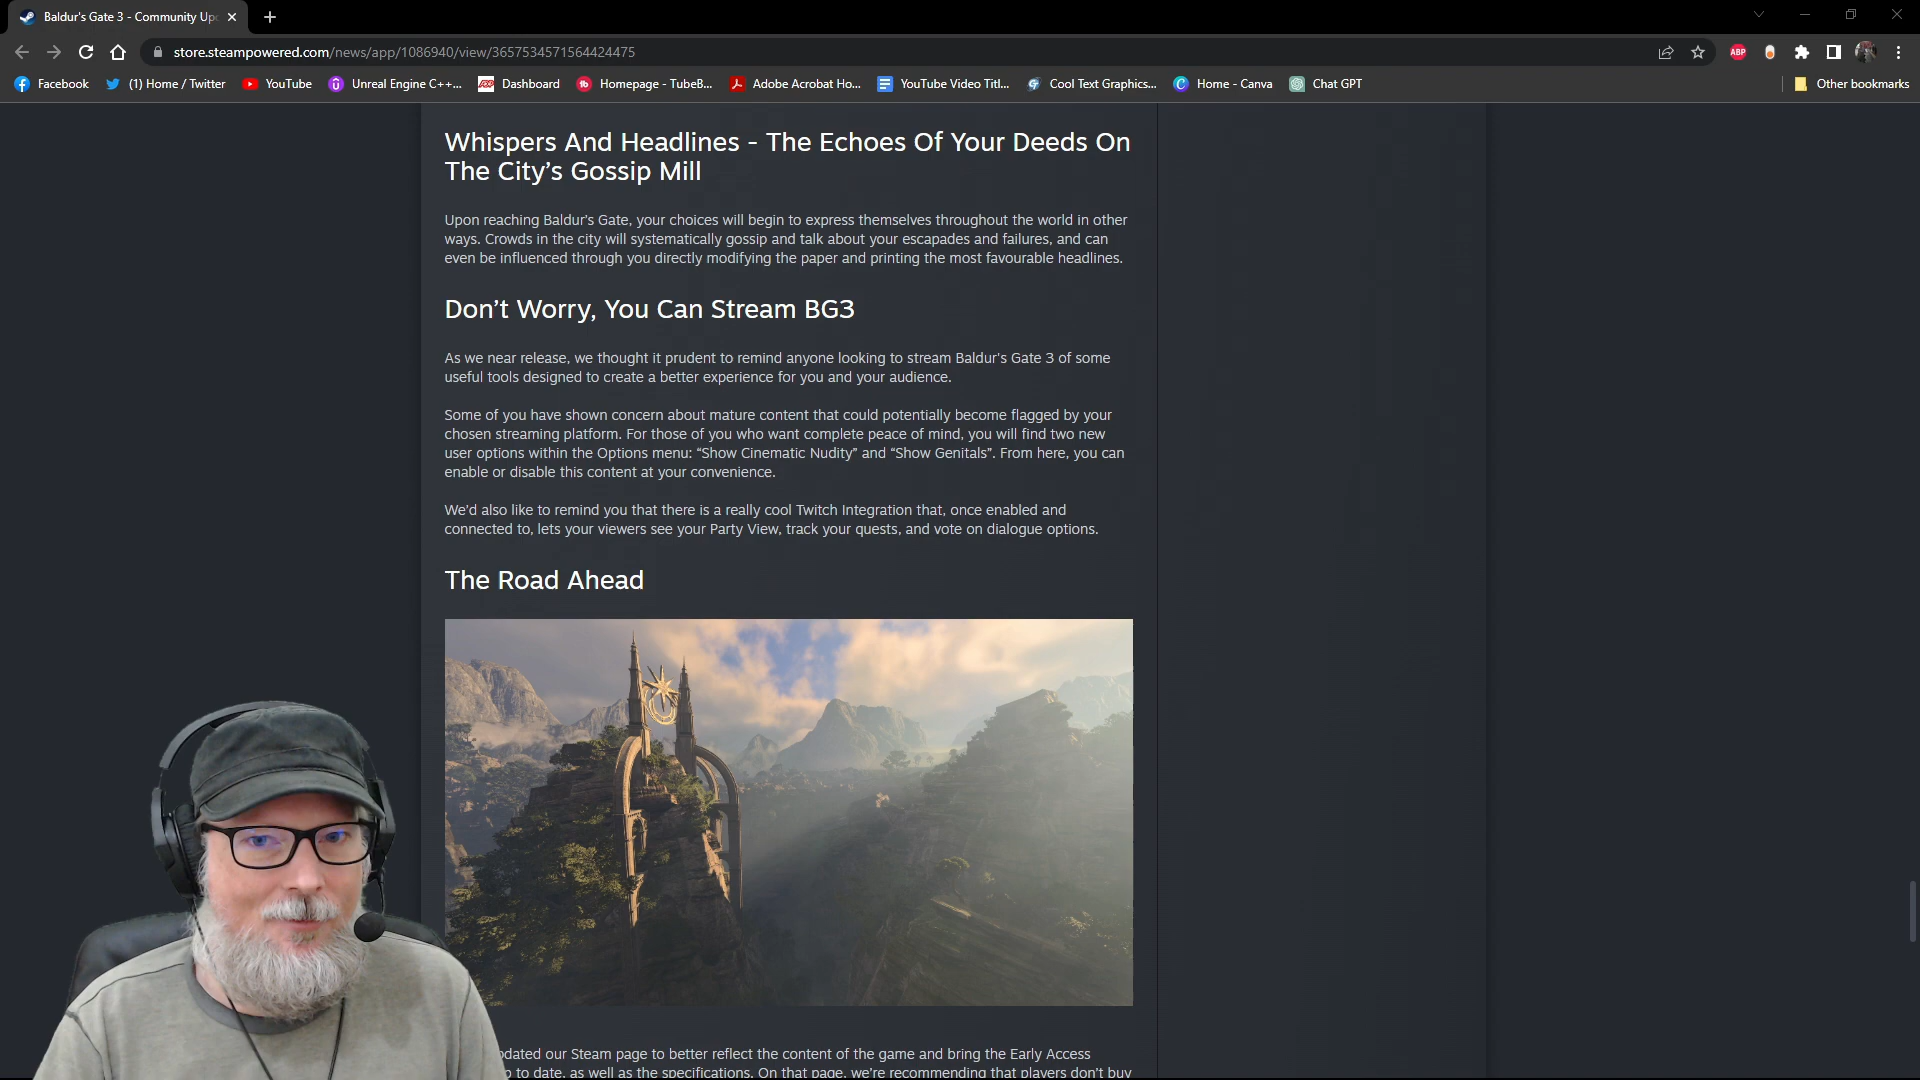 Baldur's Gate 3 - Community Up
store.steampowered.com/news/app/1086940/view/3657534571564424475
ABP
Facebook
(1) Home / Twitter
YouTube
Unreal Engine C++...
Dashboard
Homepage - TubeB...
Adobe Acrobat Ho...
YouTube Video Titl...
Cool Text Graphics...
Home - Canva
Chat GPT
Other bookmarks
Whispers And Headlines - The Echoes Of Your Deeds On
The City’s Gossip Mill
Upon reaching Baldur’s Gate, your choices will begin to express themselves throughout the world in other
ways. Crowds in the city will systematically gossip and talk about your escapades and failures, and can
even be influenced through you directly modifying the paper and printing the most favourable headlines.
Don’t Worry, You Can Stream BG3
As we near release, we thought it prudent to remind anyone looking to stream Baldur’s Gate 3 of some
useful tools designed to create a better experience for you and your audience.
Some of you have shown concern about mature content that could potentially become flagged by your
chosen streaming platform. For those of you who want complete peace of mind, you will find two new
user options within the Options menu: “Show Cinematic Nudity” and “Show Genitals”. From here, you can
enable or disable this content at your convenience.
We’d also like to remind you that there is a really cool Twitch Integration that, once enabled and
connected to, lets your viewers see your Party View, track your quests, and vote on dialogue options.
The Road Ahead
our Steam page to better reflect the content of the game and bring the Early Access
to date, as well as the specifications. On that page, we’re recommending that players don’t buy